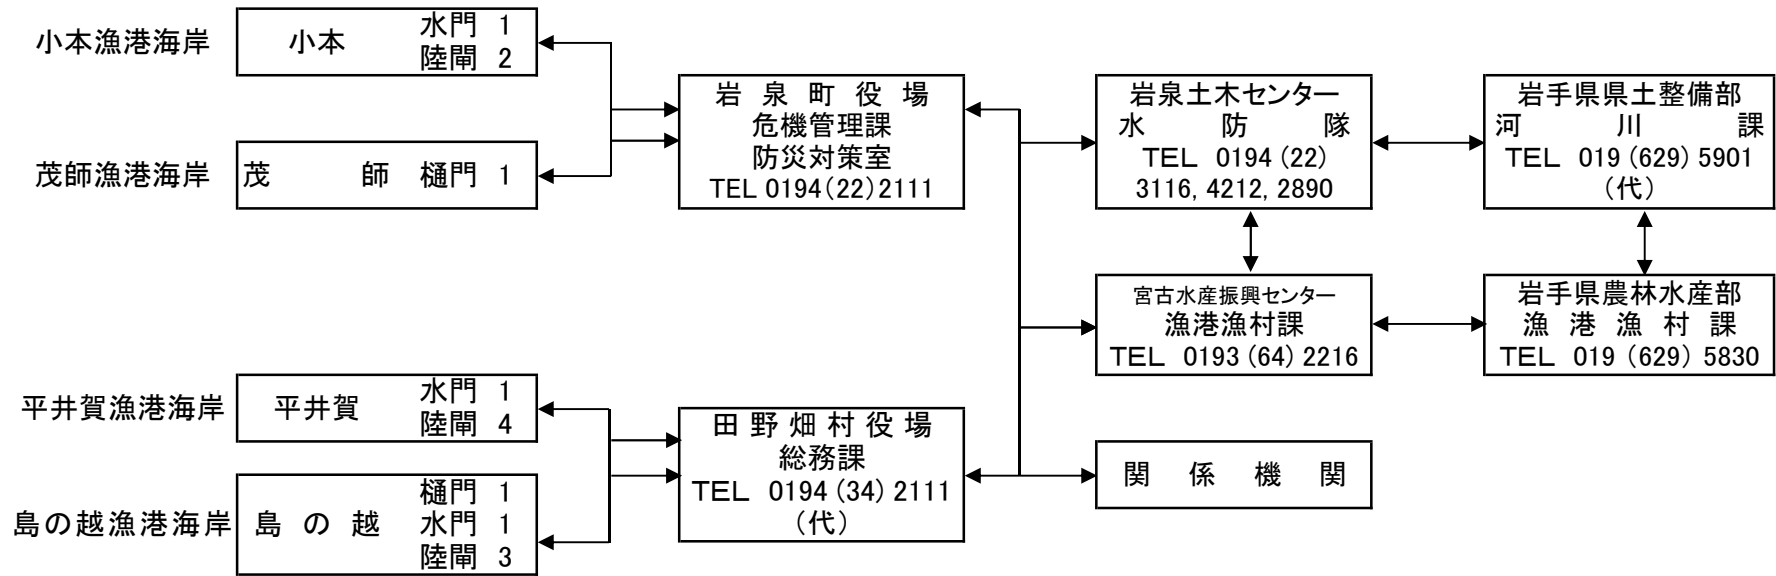 小本漁港海岸
小本
水門 1
陸閘 2
茂師漁港海岸
茂師 樋門 1
平井賀漁港海岸
平井賀
水門 1
陸閘 4
島の越漁港海岸
島の越
樋門 1
水門 1
陸閘 3
岩泉町役場
危機管理課
防災対策室
TEL 0194(22)2111
田野畑村役場
総務課
TEL 0194(34)2111
(代)
岩泉土木センター
水防隊
TEL 0194(22)
3116, 4212, 2890
宮古水産振興センター
漁港漁村課
TEL 0193(64)2216
関係機関
岩手県県土整備部
河川課
TEL 019(629)5901
(代)
岩手県農林水産部
漁港漁村課
TEL 019(629)5830